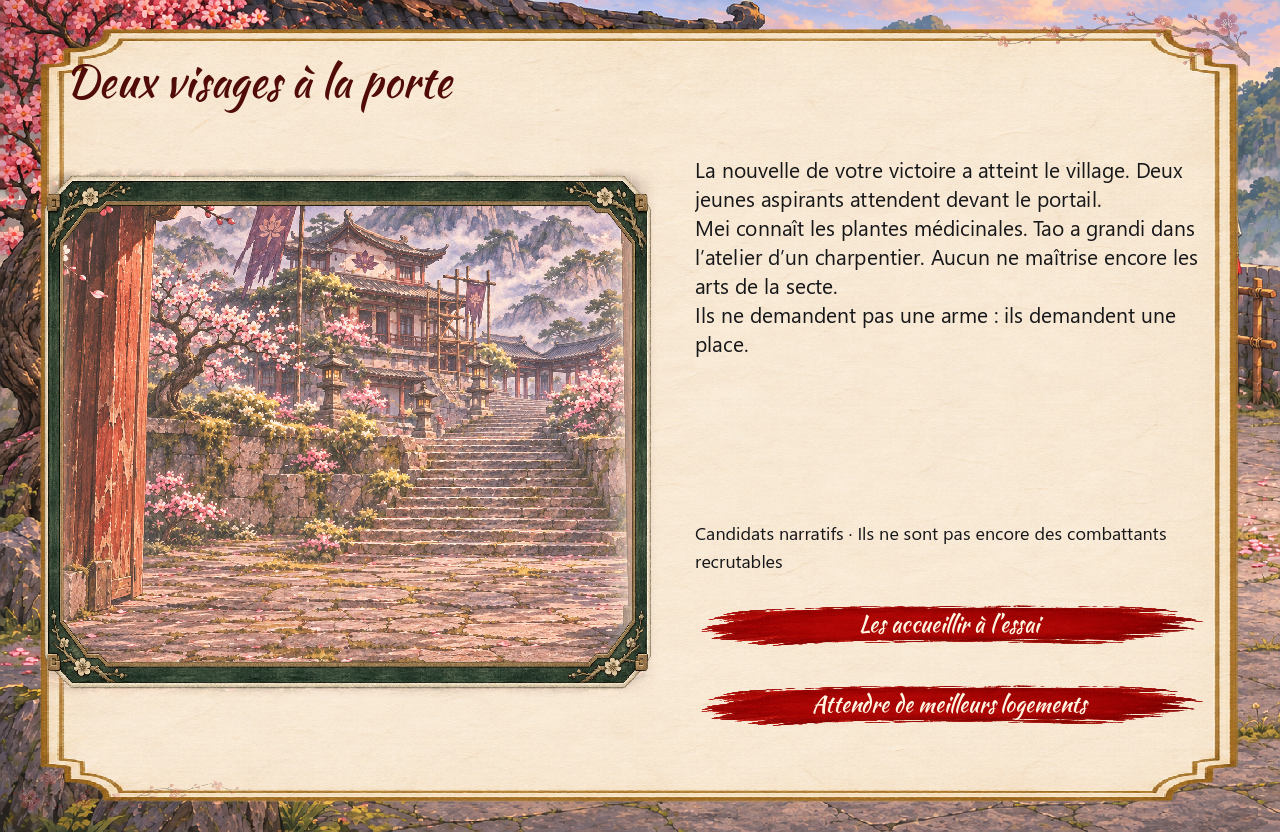 Deux visages à la porte
La nouvelle de votre victoire a atteint le village. Deux
jeunes aspirants attendent devant le portail.
Mei connaît les plantes médicinales. Tao a grandi dans
l’atelier d’un charpentier. Aucun ne maîtrise encore les
arts de la secte.
Ils ne demandent pas une arme : ils demandent une
place.
Candidats narratifs · Ils ne sont pas encore des combattants
recrutables
Les accueillir à l’essai
Attendre de meilleurs logements